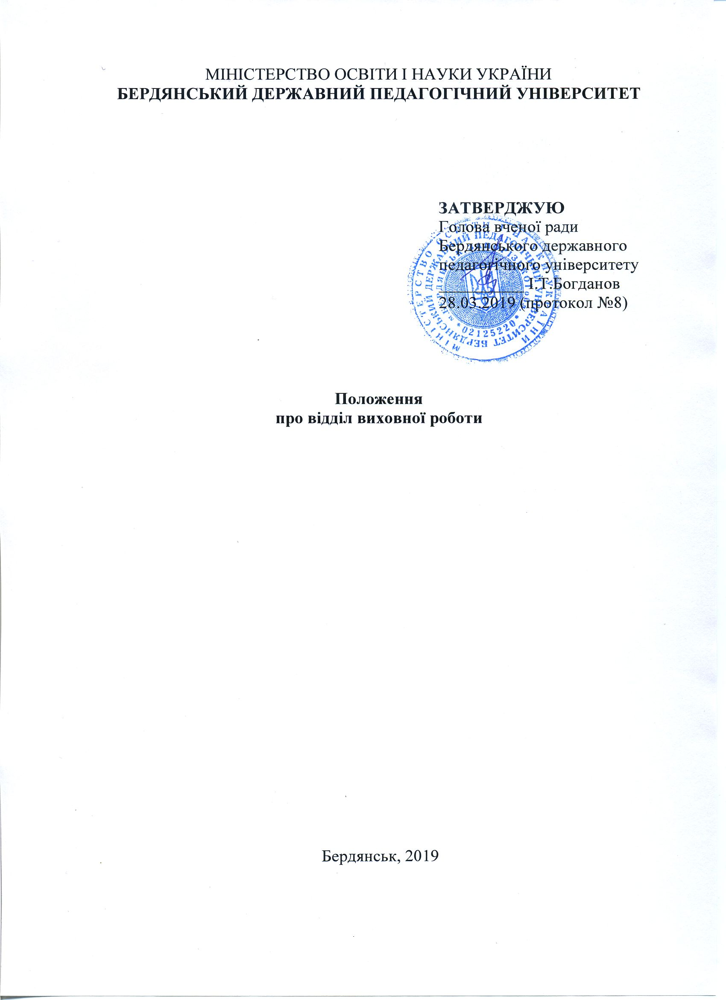 МІНІСТЕРСТВО ОСВІТИ І НАУКИ УКРАЇНИ
БЕРДЯНСЬКИЙ ДЕРЖАВНИЙ ПЕДАГОГІЧНИЙ УНІВЕРСИТЕТ
ЗАТВЕРДЖУЮ
Голова вченої ради
Бердянського державного
педагогічного університету
__________ І.Т.Богданов
28.03.2019 (протокол №8)
МІНІСТЕРСТВО ОСВІТИ І НАУКИ УКРАЇНИ
БЕРДЯНСЬКИЙ ДЕРЖАВНИЙ ПЕДАГОГІЧНИЙ УНІВЕРСИТЕТ
* 02125220 *
Положення
про відділ виховної роботи
Бердянськ, 2019